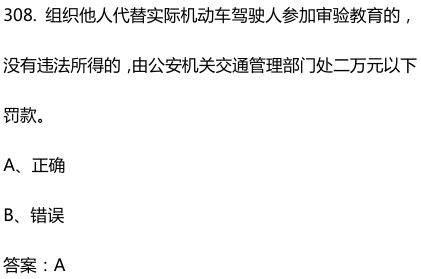 308. 组织他人代替实际机动车驾驶人参加审验教育的，
没有违法所得的，由公安机关交通管理部门处二万元以下
罚款。
A、正确
B、错误
答案：A